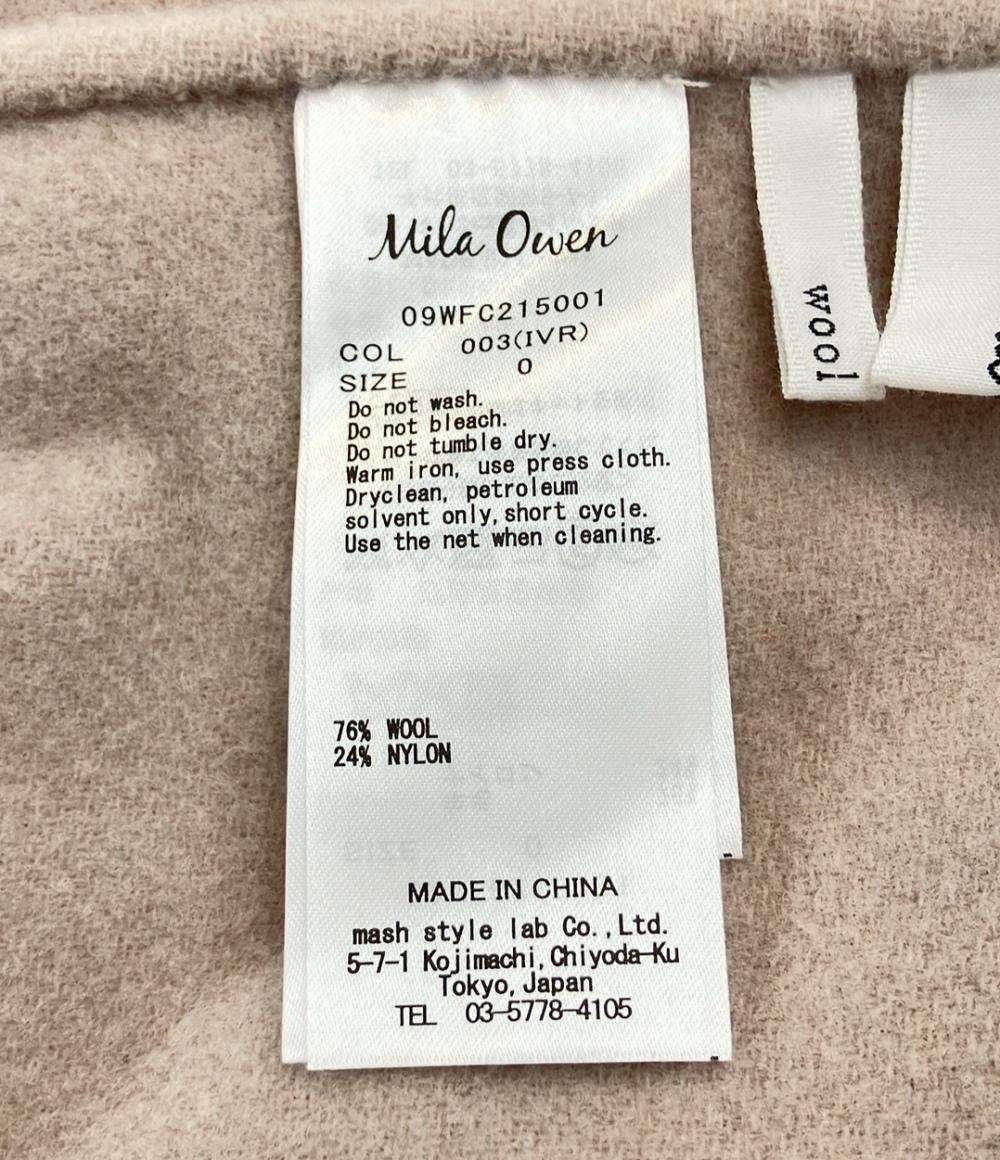 Mila Owen
09WFC215001
COL 003(IVR)
SIZE 0
Do not wash.
Do not bleach.
Do not tumble dry.
Warm iron, use press cloth.
Dryclean, petroleum
solvent only, short cycle.
Use the net when cleaning.
76% WOOL
24% NYLON
MADE IN CHINA
mash style lab Co.,Ltd.
5-7-1 Kojimachi, Chiyoda-Ku
Tokyo, Japan
TEL 03-5778-4105
wool